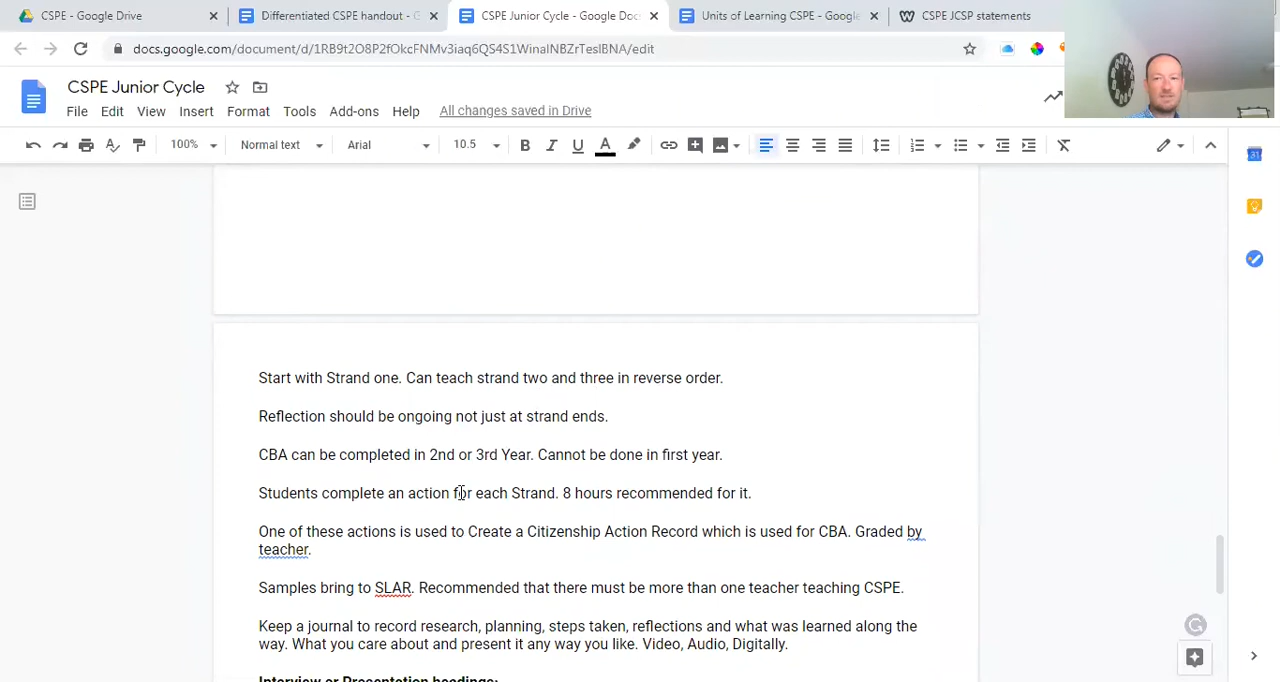 CSPE - Google Drive
Differentiated CSPE handout - G
CSPE Junior Cycle - Google Doc
Units of Learning CSPE - Google
CSPE JCSP statements
docs.google.com/document/d/1RB9t2O8P2fOkcFNMv3iaq6QS4S1WinaINBZrTeslBNA/edit
CSPE Junior Cycle
File Edit View Insert Format Tools Add-ons Help All changes saved in Drive
100% Normal text Arial 10.5
31
Start with Strand one. Can teach strand two and three in reverse order.
Reflection should be ongoing not just at strand ends.
CBA can be completed in 2nd or 3rd Year. Cannot be done in first year.
Students complete an action for each Strand. 8 hours recommended for it.
One of these actions is used to Create a Citizenship Action Record which is used for CBA. Graded by
teacher.
Samples bring to SLAR. Recommended that there must be more than one teacher teaching CSPE.
Keep a journal to record research, planning, steps taken, reflections and what was learned along the
way. What you care about and present it any way you like. Video, Audio, Digitally.
Interview or Presentation headings: